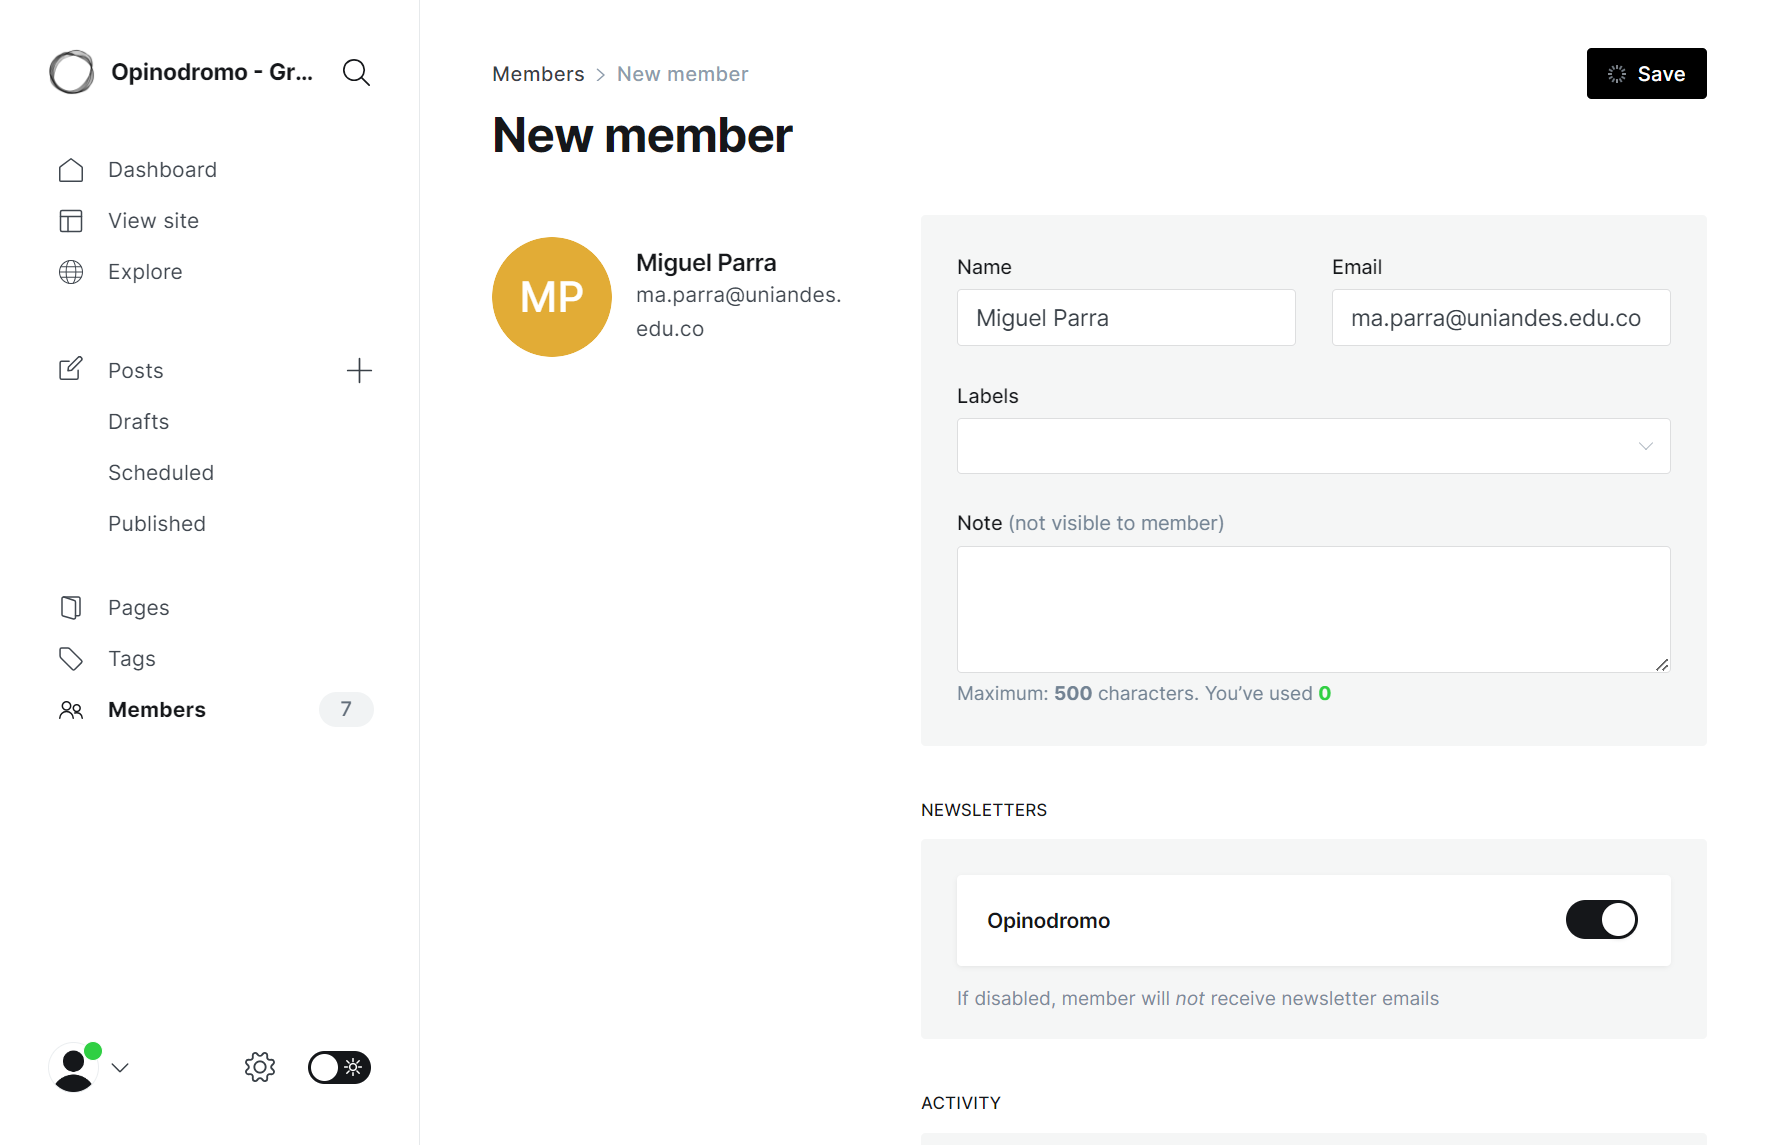 Opinodromo - Gr...
Dashboard
View site
Explore
Posts
Drafts
Scheduled
Published
Pages
Tags
Members
7
Members > New member
Save
New member
MP
Miguel Parra
ma.parra@uniandes.
edu.co
Name
Email
Miguel Parra
ma.parra@uniandes.edu.co
Labels
Note (not visible to member)
Maximum: 500 characters. You’ve used 0
NEWSLETTERS
Opinodromo
If disabled, member will not receive newsletter emails
ACTIVITY